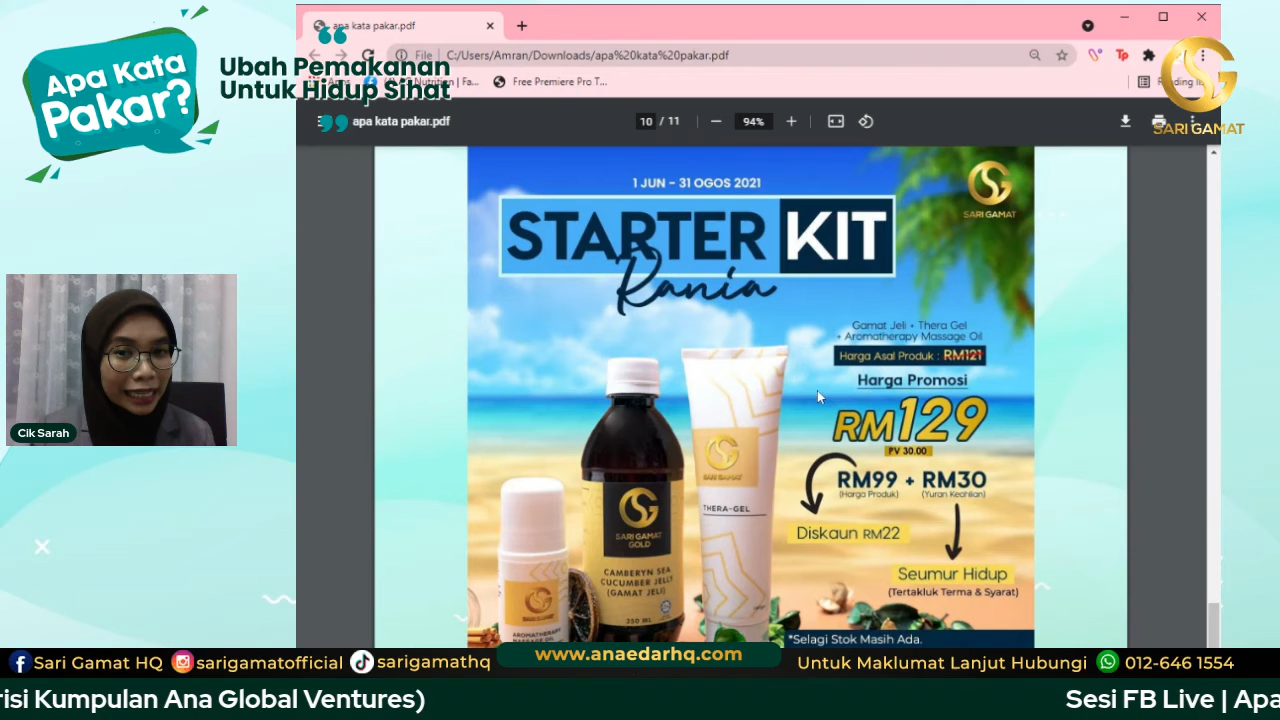 Apa Kata
Pakar?
Ubah Pemakanan
Untuk Hidup Sihat
apa kata pakar.pdf
File
C:/Users/Amran/Downloads/apa%20kata%20pakar.pdf
Apps
Nutrition | Fa...
Free Premiere Pro T...
apa kata pakar.pdf
10 / 11
94%
SARI GAMAT
1 JUN - 31 OGOS 2021
STARTER KIT
Rania
SARI GAMAT
Gamat Jeli • Thera Gel
• Aromatherapy Massage Oil
Harga Asal Produk : RM121
Harga Promosi
RM129
PV 30.00
RM99 + RM30
(Harga Produk)
(Yuran Keahlian)
Diskaun RM22
Seumur Hidup
(Tertakluk Terma & Syarat)
*Selagi Stok Masih Ada.
SARI GAMAT
THERA-GEL
SARI GAMAT
GOLD
CAMBERYN SEA
CUCUMBER JELLY
(GAMAT JELI)
250 ML
AROMATHERAPY
MASSAGE OIL
Cik Sarah
www.anaedarhq.com
Sari Gamat HQ
sarigamatofficial
sarigamathq
Untuk Maklumat Lanjut Hubungi
012-646 1554
risi Kumpulan Ana Global Ventures)
Sesi FB Live | Apa